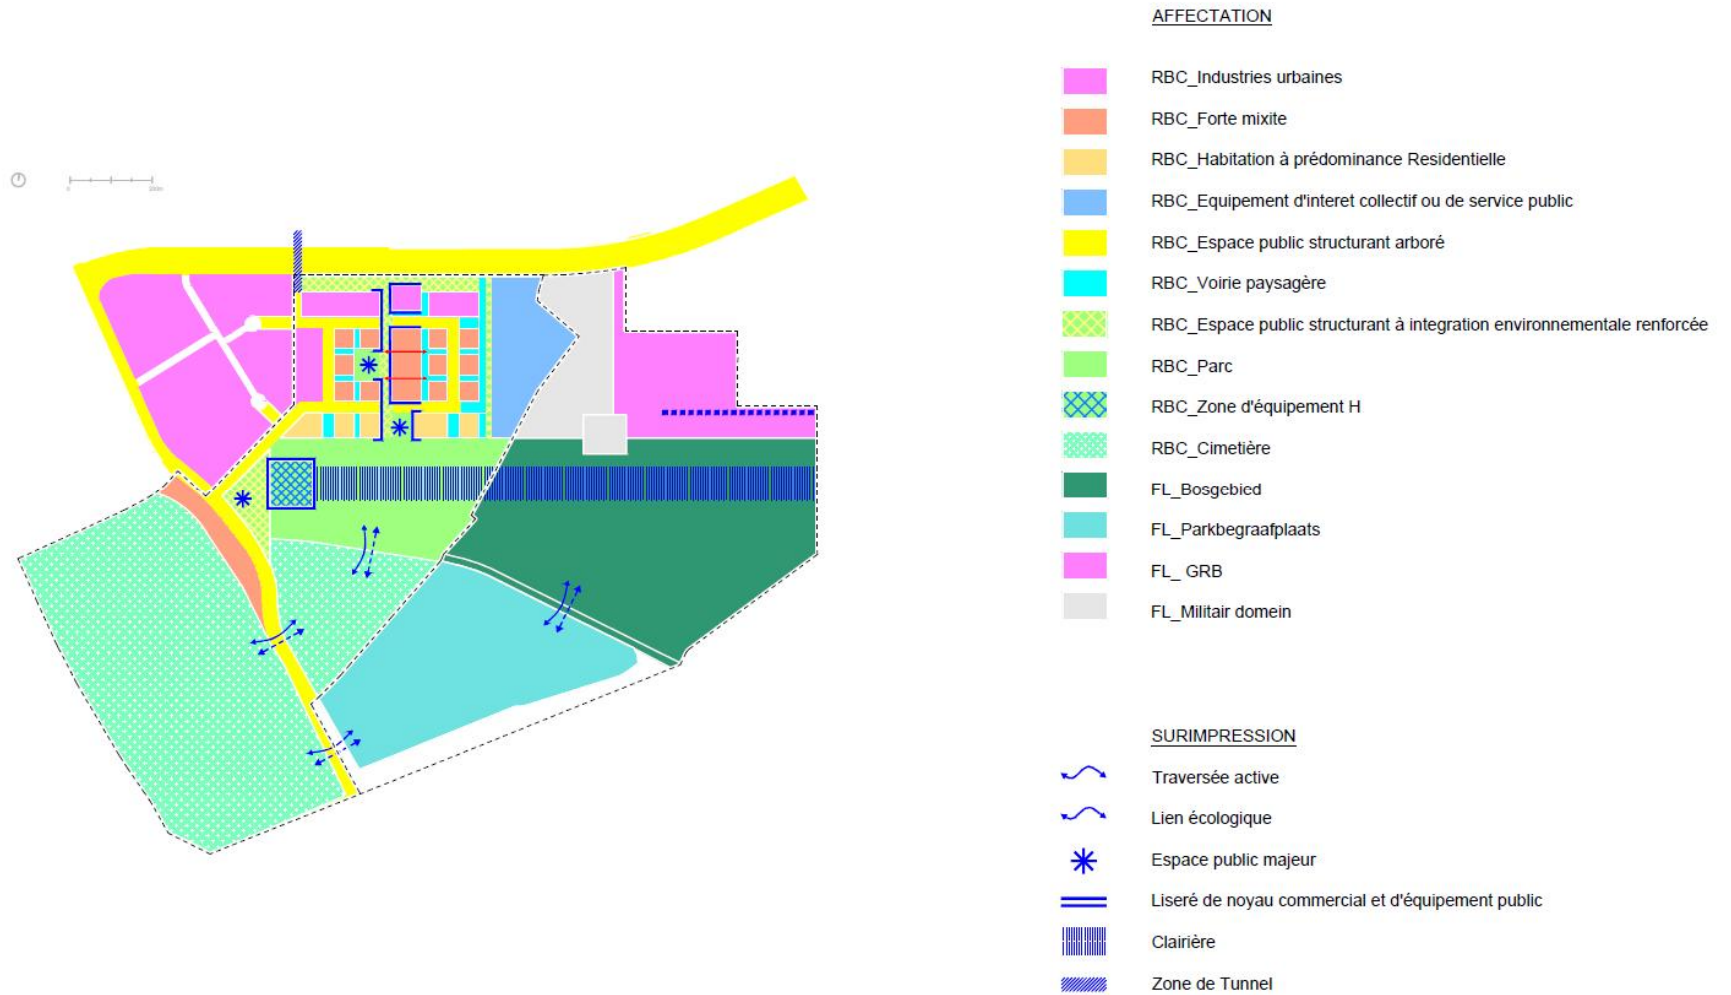 AFFECTATION
RBC_Industries urbaines
RBC_Forte mixite
RBC_Habitation à prédominance Residentielle
RBC_Equipement d'interet collectif ou de service public
RBC_Espace public structurant arboré
RBC_Voirie paysagère
RBC_Espace public structurant à integration environnementale renforcée
RBC_Parc
RBC_Zone d'équipement H
RBC_Cimetière
FL_Bosgebied
FL_Parkbegraafplaats
FL_ GRB
FL_Militair domein
SURIMPRESSION
Traversée active
Lien écologique
Espace public majeur
Liseré de noyau commercial et d'équipement public
Clairière
Zone de Tunnel